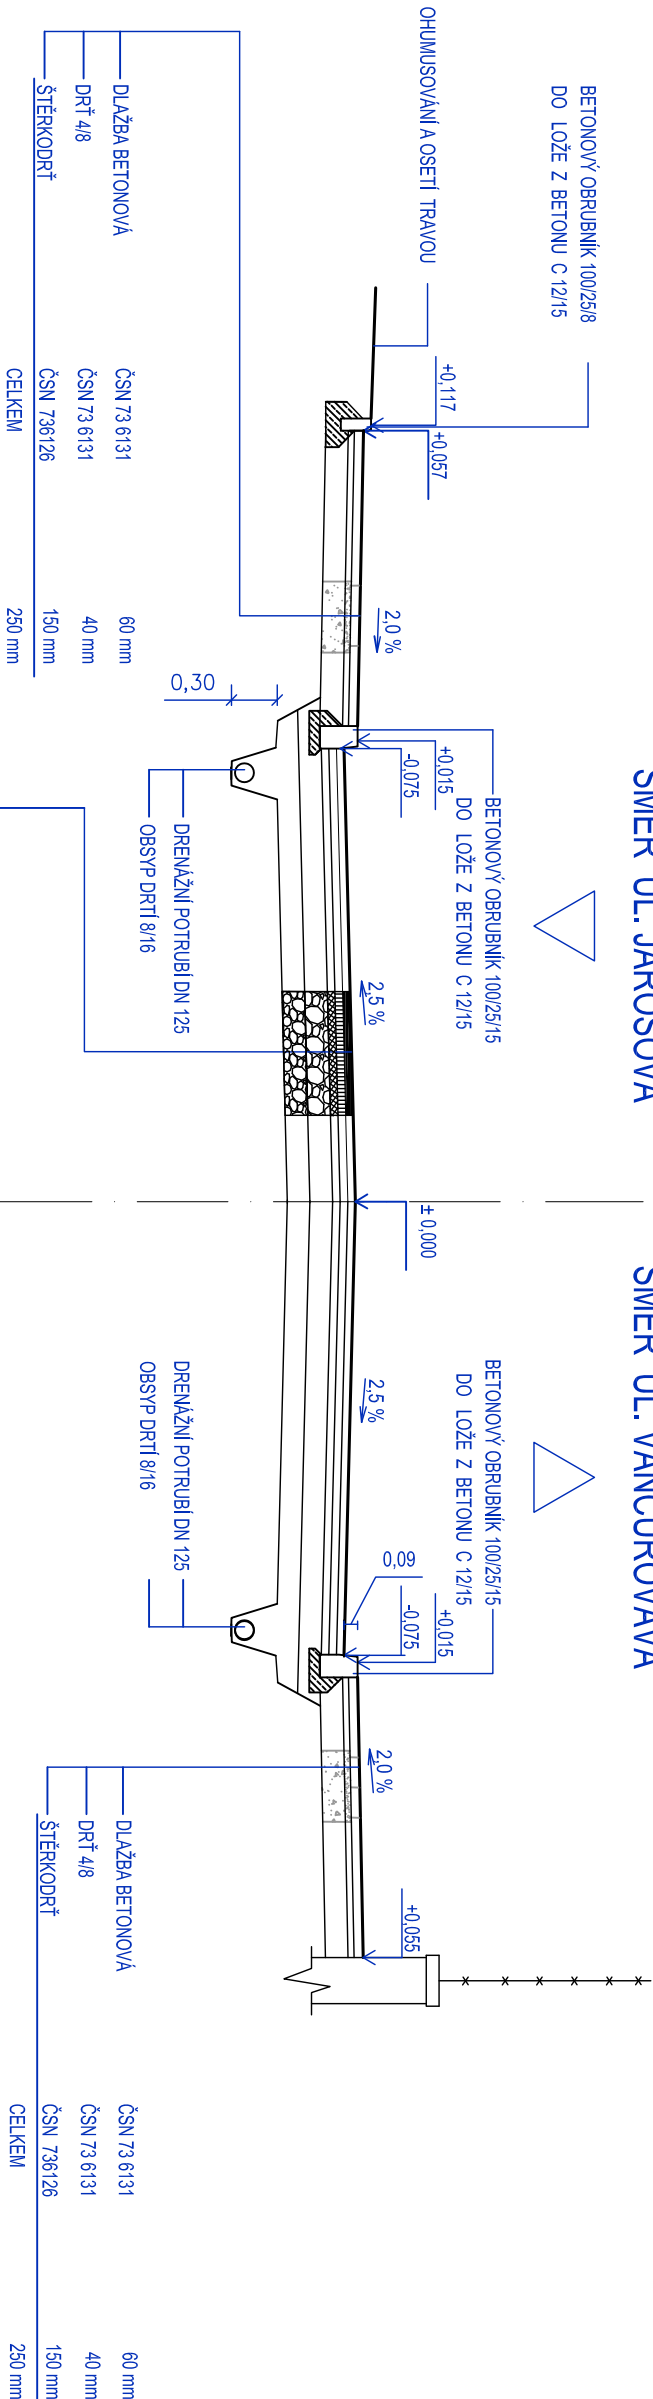 SMĚR UL. JAROŠOVA
SMĚR UL. VANČUROVAVA
BETONOVÝ OBRUBNÍK 100/25/8
DO LOŽE Z BETONU C 12/15
OHUMUSOVÁNÍ A OSETÍ TRAVOU
+0,117
+0,057
2,0 %
BETONOVÝ OBRUBNÍK 100/25/15
DO LOŽE Z BETONU C 12/15
+0,015
-0,075
2,5 %
± 0,000
2,5 %
BETONOVÝ OBRUBNÍK 100/25/15
DO LOŽE Z BETONU C 12/15
0,09
+0,015
-0,075
2,0 %
+0,055
0,30
DRENÁŽNÍ POTRUBÍ DN 125
OBSYP DRTÍ 8/16
DRENÁŽNÍ POTRUBÍ DN 125
OBSYP DRTÍ 8/16
DLAŽBA BETONOVÁ ČSN 73 6131 60 mm
DRŤ 4/8 ČSN 73 6131 40 mm
ŠTĚRKODRŤ ČSN 736126 150 mm
CELKEM 250 mm
DLAŽBA BETONOVÁ ČSN 73 6131 60 mm
DRŤ 4/8 ČSN 73 6131 40 mm
ŠTĚRKODRŤ ČSN 736126 150 mm
CELKEM 250 mm